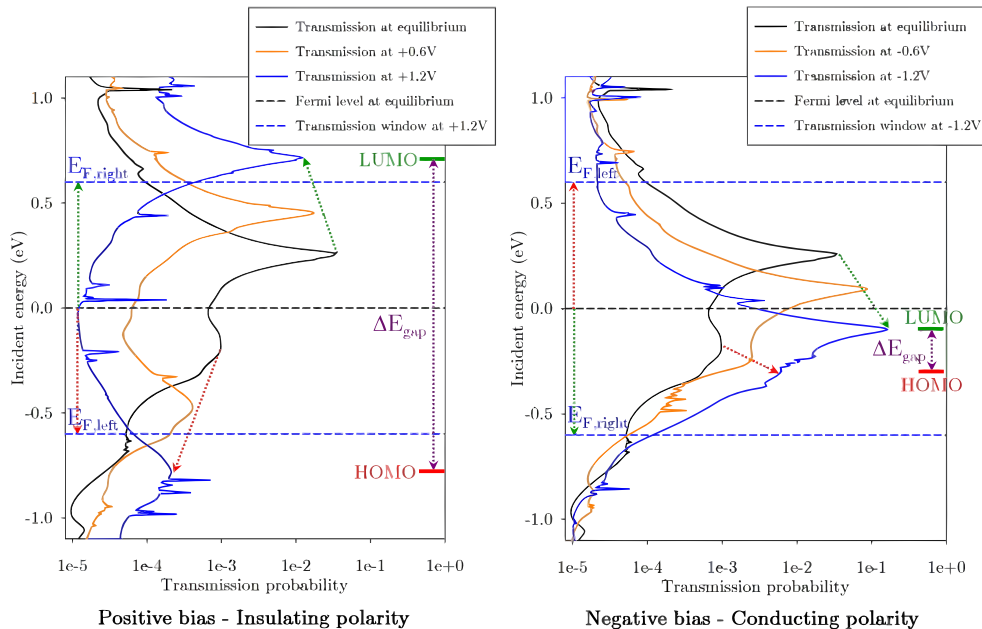 Transmission at equilibrium
Transmission at +0.6V
Transmission at +1.2V
Fermi level at equilibrium
Transmission window at +1.2V
1.0
0.5
0.0
-0.5
-1.0
Incident energy (eV)
E_F,right
E_F,left
LUMO
ΔE_gap
HOMO
1e-5 1e-4 1e-3 1e-2 1e-1 1e+0
Transmission probability
Positive bias - Insulating polarity
Transmission at equilibrium
Transmission at -0.6V
Transmission at -1.2V
Fermi level at equilibrium
Transmission window at -1.2V
1.0
0.5
0.0
-0.5
-1.0
Incident energy (eV)
E_F,left
E_F,right
LUMO
ΔE_gap
HOMO
1e-5 1e-4 1e-3 1e-2 1e-1 1e+0
Transmission probability
Negative bias - Conducting polarity